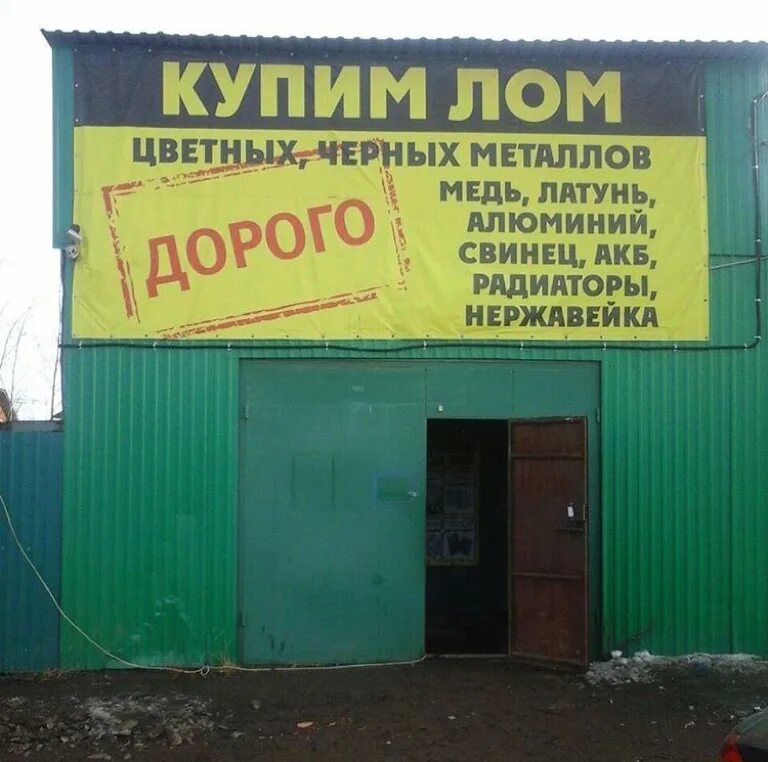 КУПИМ ЛОМ
ЦВЕТНЫХ, ЧЕРНЫХ МЕТАЛЛОВ
ДОРОГО
МЕДЬ, ЛАТУНЬ,
АЛЮМИНИЙ,
СВИНЕЦ, АКБ,
РАДИАТОРЫ,
НЕРЖАВЕЙКА